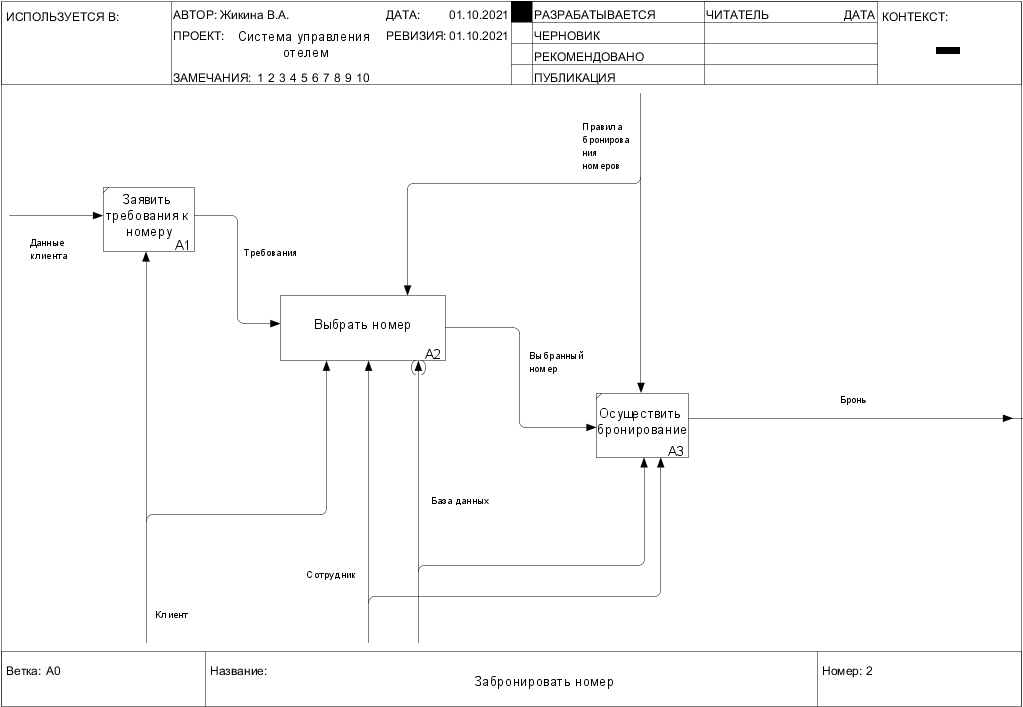 ИСПОЛЬЗУЕТСЯ В:
АВТОР: Жикина В.А.
ДАТА: 01.10.2021
РАЗРАБАТЫВАЕТСЯ
ЧИТАТЕЛЬ
ДАТА
КОНТЕКСТ:
ПРОЕКТ: Система управления
отелем
РЕВИЗИЯ: 01.10.2021
ЧЕРНОВИК
РЕКОМЕНДОВАНО
ЗАМЕЧАНИЯ: 1 2 3 4 5 6 7 8 9 10
ПУБЛИКАЦИЯ
Правила
бронирова
ния
номеров
Заявить
требования к
номеру
A1
Данные
клиента
Требования
Выбрать номер
A2
Выбранный
номер
Осуществить
бронирование
A3
Бронь
База данных
Сотрудник
Клиент
Ветка: A0
Название:
Забронировать номер
Номер: 2